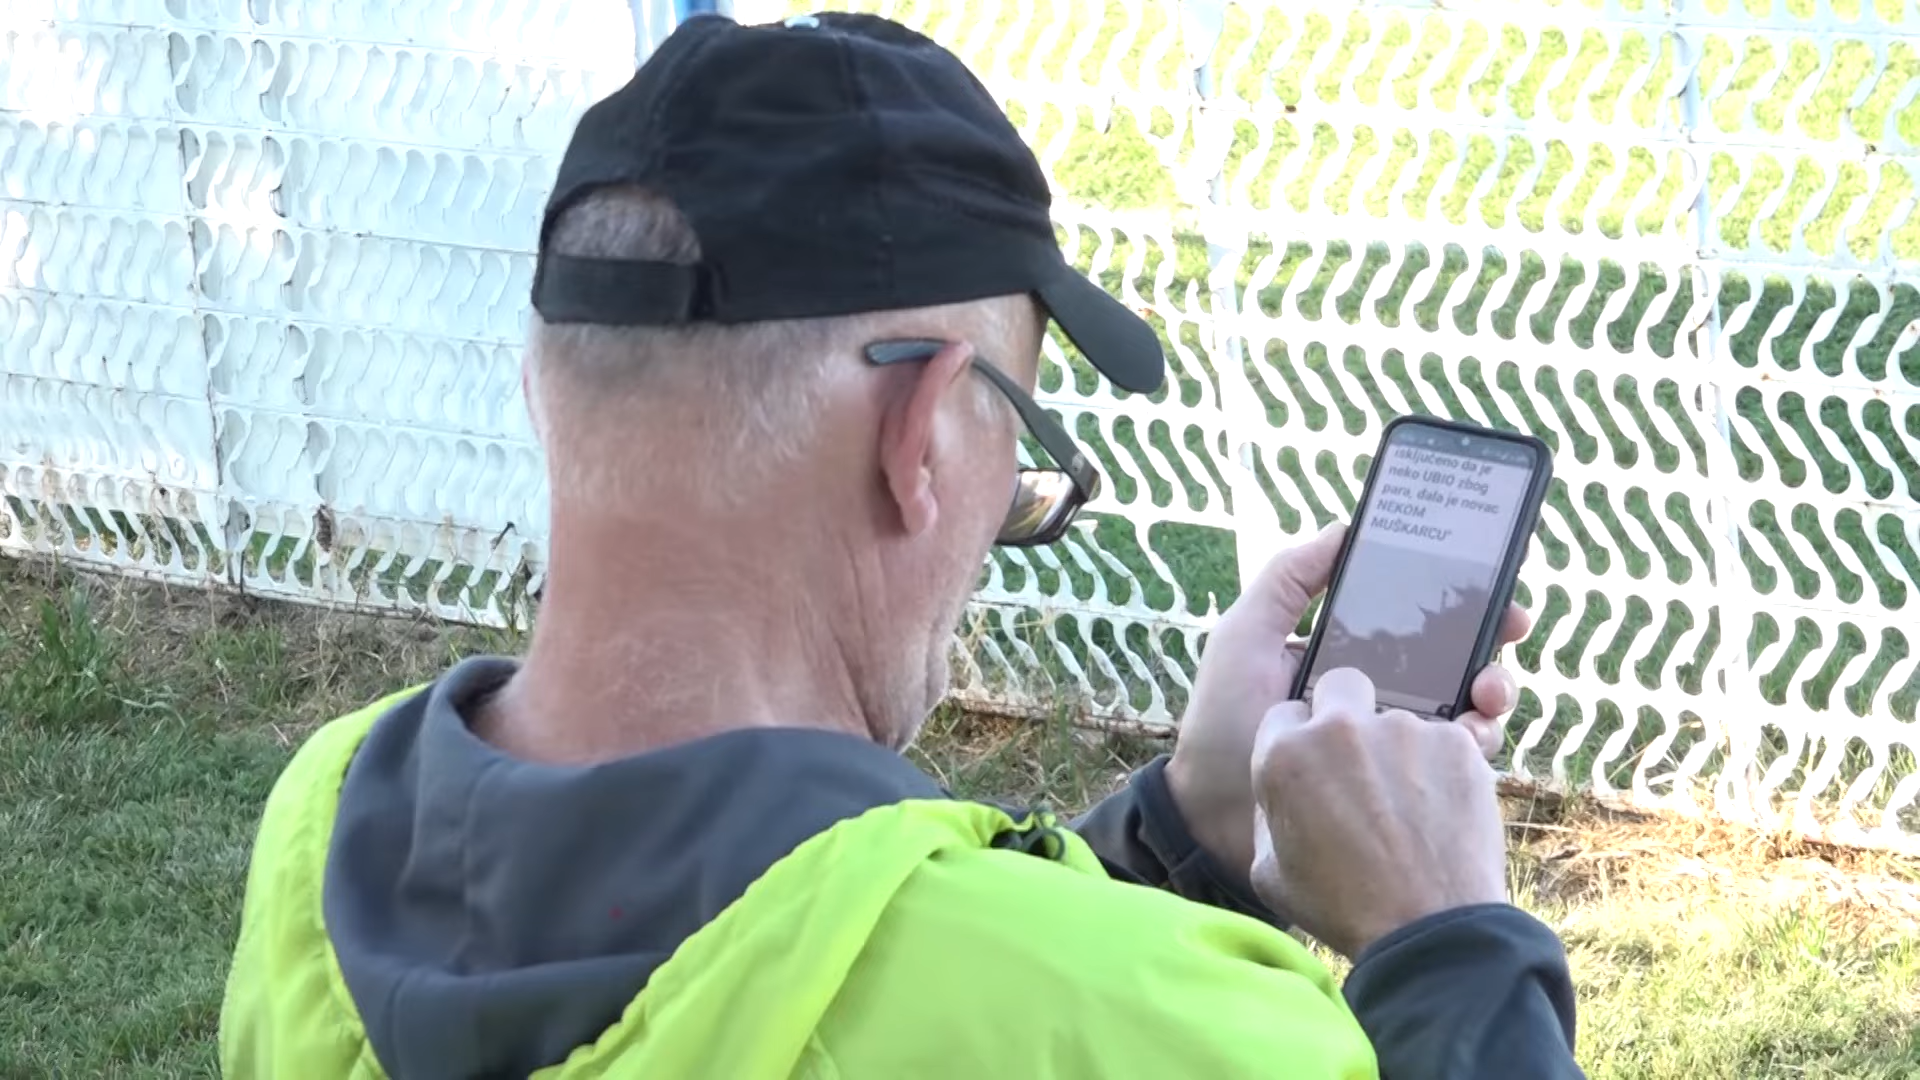 isključeno da je
neko UBIO zbog
para, dala je novac
NEKOM
MUŠKARCU"